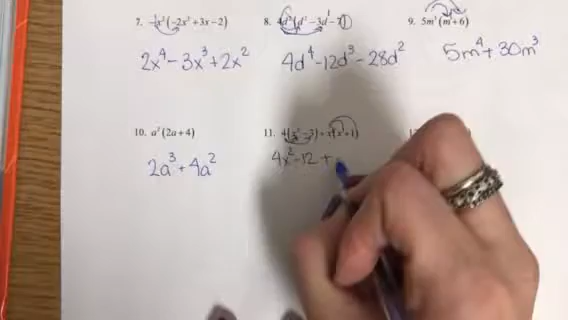 7. -x²(-2x²+3x-2)
8. 4d²(d²-3d-7)
9. 5m³(m+6)
2x⁴-3x³+2x²
4d⁴-12d³-28d²
5m⁴+30m³
10. a²(2a+4)
11. 4(x²-3)+x(x+1)
2a³+4a²
4x²-12+